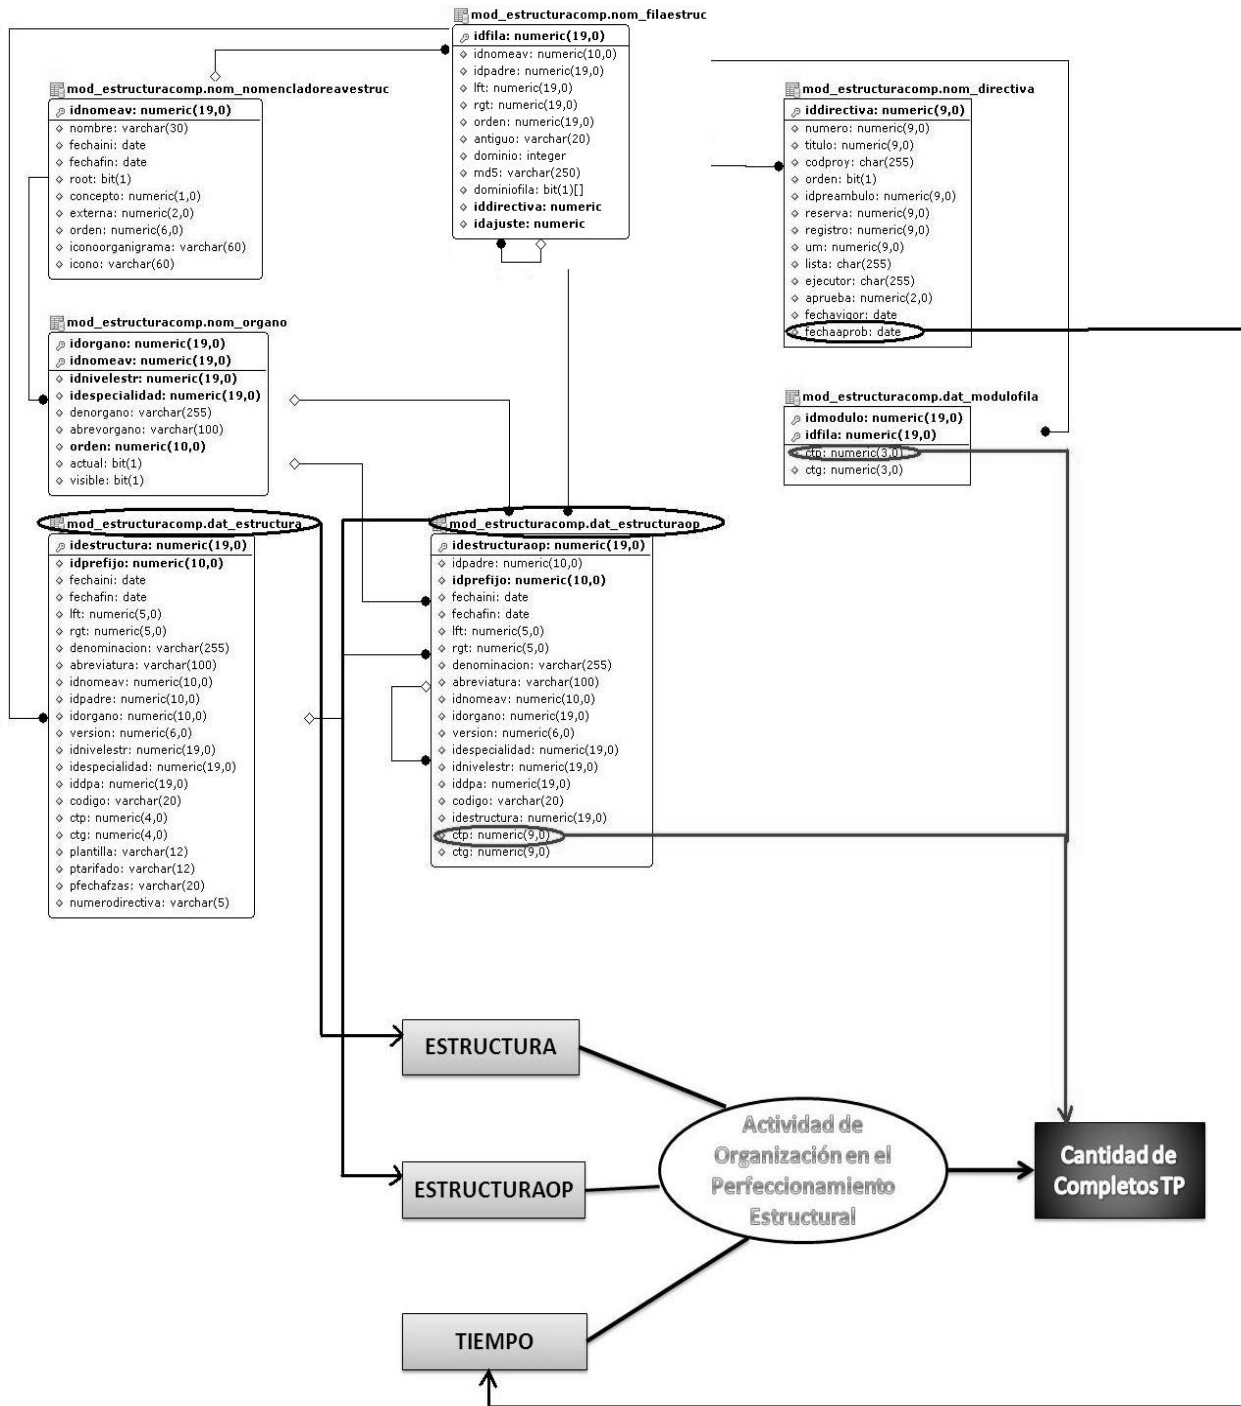 mod_estructuracomp.nom_filaestruc
idfila: numeric(19,0)
idnomeav: numeric(10,0)
idpadre: numeric(19,0)
lft: numeric(19,0)
rgt: numeric(19,0)
orden: numeric(19,0)
antiguo: varchar(20)
dominio: integer
md5: varchar(250)
dominiofila: bit(1)[]
iddirectiva: numeric
idajuste: numeric
mod_estructuracomp.nom_nomencladoreavestruc
idnomeav: numeric(19,0)
nombre: varchar(30)
fechaini: date
fechafin: date
root: bit(1)
concepto: numeric(1,0)
externa: numeric(2,0)
orden: numeric(6,0)
iconoorganigrama: varchar(60)
icono: varchar(60)
mod_estructuracomp.nom_directiva
iddirectiva: numeric(9,0)
numero: numeric(9,0)
titulo: numeric(9,0)
codproy: char(255)
orden: bit(1)
idpreambulo: numeric(9,0)
reserva: numeric(9,0)
registro: numeric(9,0)
um: numeric(9,0)
lista: char(255)
ejecutor: char(255)
aprueba: numeric(2,0)
fechavigor: date
fechaaprob: date
mod_estructuracomp.nom_organo
idorgano: numeric(19,0)
idnomeav: numeric(19,0)
idnivelestr: numeric(19,0)
idespecialidad: numeric(19,0)
denorgano: varchar(255)
abrevorgano: varchar(100)
orden: numeric(10,0)
actual: bit(1)
visible: bit(1)
mod_estructuracomp.dat_modulofila
idmodulo: numeric(19,0)
idfila: numeric(19,0)
ctp: numeric(3,0)
ctg: numeric(3,0)
mod_estructuracomp.dat_estructura
idestructura: numeric(19,0)
idprefijo: numeric(10,0)
fechaini: date
fechafin: date
lft: numeric(5,0)
rgt: numeric(5,0)
denominacion: varchar(255)
abreviatura: varchar(100)
idnomeav: numeric(10,0)
idpadre: numeric(10,0)
idorgano: numeric(10,0)
version: numeric(6,0)
idnivelestr: numeric(19,0)
idespecialidad: numeric(19,0)
iddpa: numeric(19,0)
codigo: varchar(20)
ctp: numeric(4,0)
ctg: numeric(4,0)
plantilla: varchar(12)
ptarifado: varchar(12)
pfechafzas: varchar(20)
numerodirectiva: varchar(5)
mod_estructuracomp.dat_estructuraop
idestructuraop: numeric(19,0)
idpadre: numeric(10,0)
idprefijo: numeric(10,0)
fechaini: date
fechafin: date
lft: numeric(5,0)
rgt: numeric(5,0)
denominacion: varchar(255)
abreviatura: varchar(100)
idnomeav: numeric(10,0)
idorgano: numeric(19,0)
version: numeric(6,0)
idespecialidad: numeric(19,0)
idnivelestr: numeric(19,0)
iddpa: numeric(19,0)
codigo: varchar(20)
idestructura: numeric(19,0)
ctp: numeric(9,0)
ctg: numeric(9,0)
ESTRUCTURA
ESTRUCTURAOP
TIEMPO
Actividad de
Organización en el
Perfeccionamiento
Estructural
Cantidad de
Completos TP